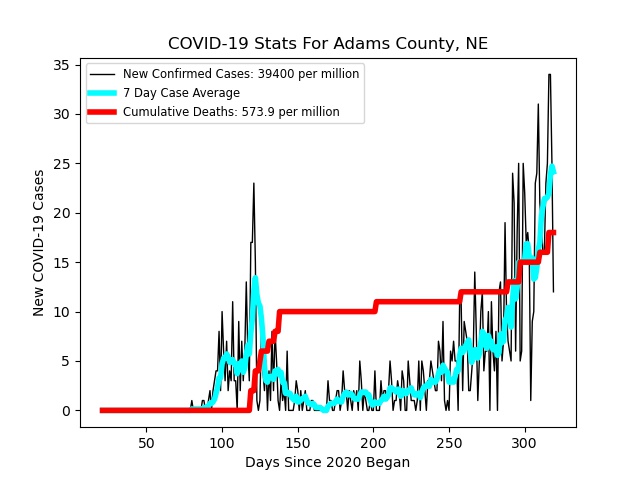 COVID-19 Stats For Adams County, NE
New Confirmed Cases: 39400 per million
7 Day Case Average
Cumulative Deaths: 573.9 per million
New COVID-19 Cases
35
30
25
20
15
10
5
0
50
100
150
200
250
300
Days Since 2020 Began